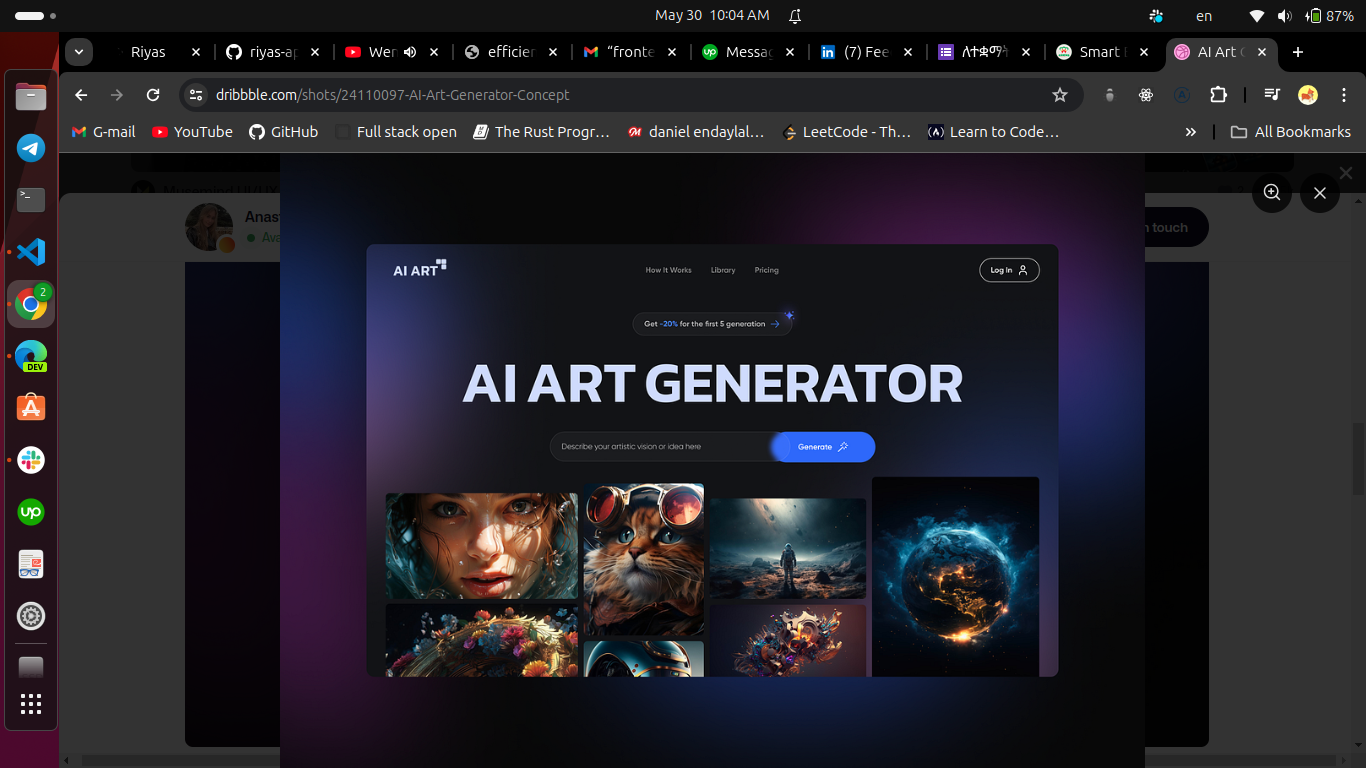 May 30 10:04 AM
en
87%
Riyas
riyas-ap
Wer
efficien
“fronte
Messag
(7) Fee
Smart
AI Art
dribbble.com/shots/24110097-AI-Art-Generator-Concept
G-mail
YouTube
GitHub
Full stack open
The Rust Progr…
daniel endaylal…
LeetCode - Th…
Learn to Code…
»
All Bookmarks
Anas
Ava
n touch
AI ART
How It Works
Library
Pricing
Log In
Get -20% for the first 5 generation
AI ART GENERATOR
Describe your artistic vision or idea here
Generate
2
DEV
up